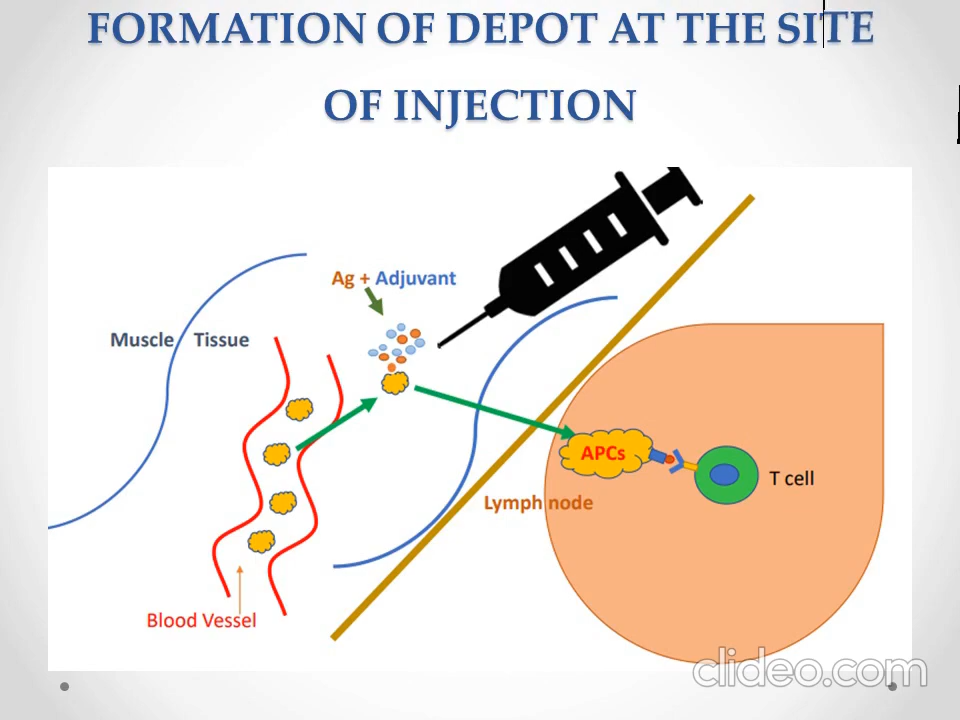 FORMATION OF DEPOT AT THE SITE
OF INJECTION
Ag + Adjuvant
Muscle Tissue
APCs
T cell
Lymph node
Blood Vessel
clideo.com